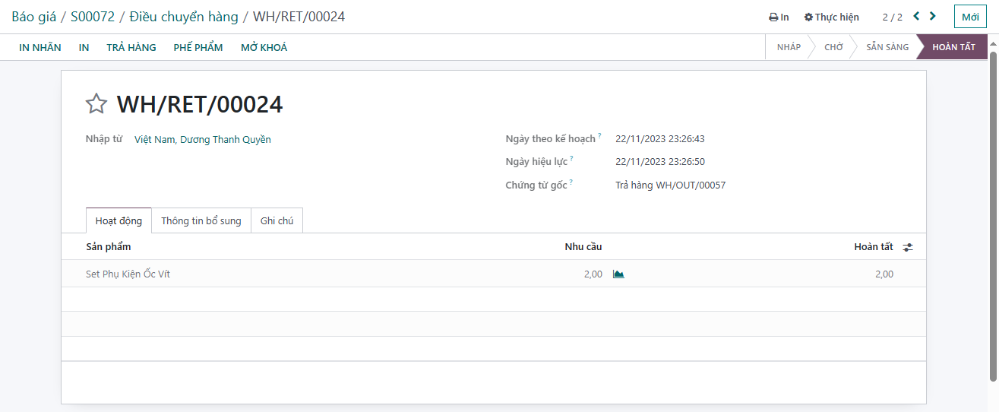 Báo giá / S00072 / Điều chuyển hàng / WH/RET/00024
In Thực hiện 2 / 2 Mới
IN NHÃN IN TRẢ HÀNG PHẾ PHẨM MỞ KHOÁ
NHÁP CHỜ SẴN SÀNG HOÀN TẤT
WH/RET/00024
Nhập từ Việt Nam, Dương Thanh Quyền
Ngày theo kế hoạch ? 22/11/2023 23:26:43
Ngày hiệu lực ? 22/11/2023 23:26:50
Chứng từ gốc ? Trả hàng WH/OUT/00057
Hoạt động Thông tin bổ sung Ghi chú
Sản phẩm Nhu cầu Hoàn tất
Set Phụ Kiện Ốc Vít 2,00 2,00